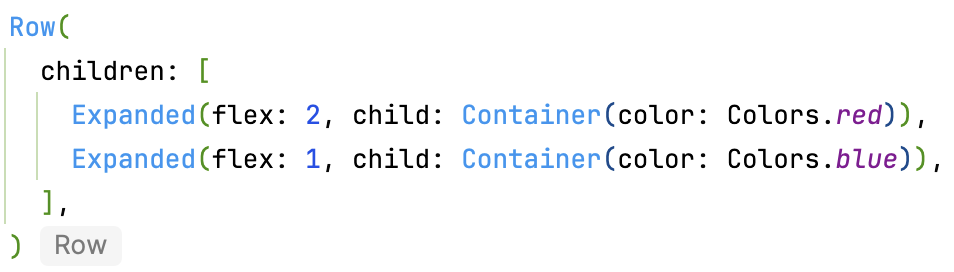 Row(
  children: [
    Expanded(flex: 2, child: Container(color: Colors.red)),
    Expanded(flex: 1, child: Container(color: Colors.blue)),
  ],
) Row